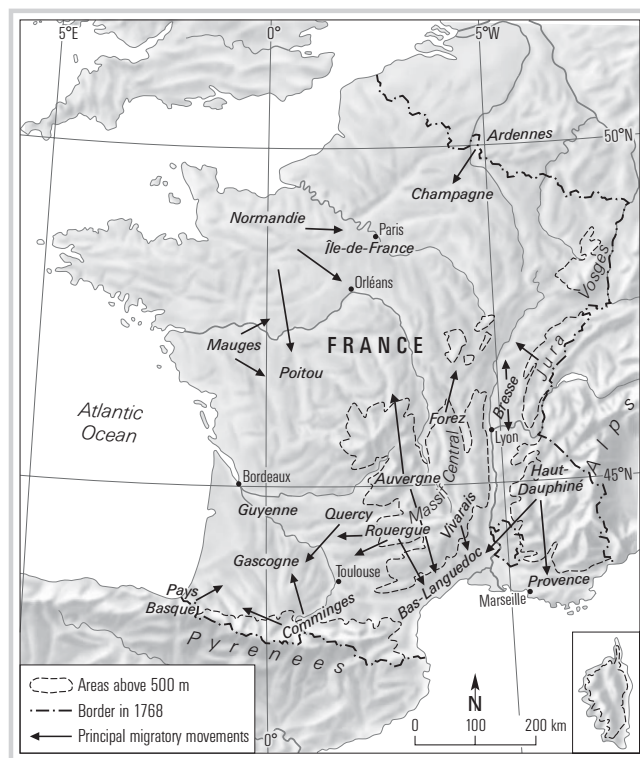 5°E
0°
5°W
Ardennes
50°N
Champagne
Normandie
Paris
Île-de-France
Vosges
Orléans
Mauges
FRANCE
Poitou
Jura
Bresse
Forez
Atlantic
Ocean
Lyon
Alps
Massif Central
Haut-
Dauphiné
45°N
Bordeaux
Auvergne
Guyenne
Quercy
Rouergue
Vivarais
Gascogne
Toulouse
Bas-Languedoc
Provence
Marseille
Pays
Basque
Comminges
Pyrenees
Areas above 500 m
Border in 1768
Principal migratory movements
0°
N
0 100 200 km